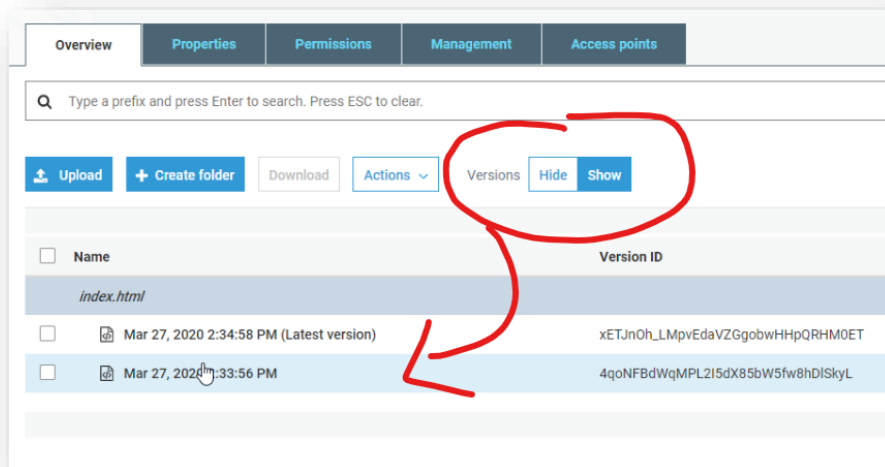 Overview Properties Permissions Management Access points
Type a prefix and press Enter to search. Press ESC to clear.
Upload Create folder Download Actions Versions Hide Show
Name Version ID
index.html
Mar 27, 2020 2:34:58 PM (Latest version) xETJnOh_LMpvEdaVZGgobwHHpQRHM0ET
Mar 27, :33:56 PM 4qoNFBdWqMPL2I5dX85bW5fw8hDlSkyL